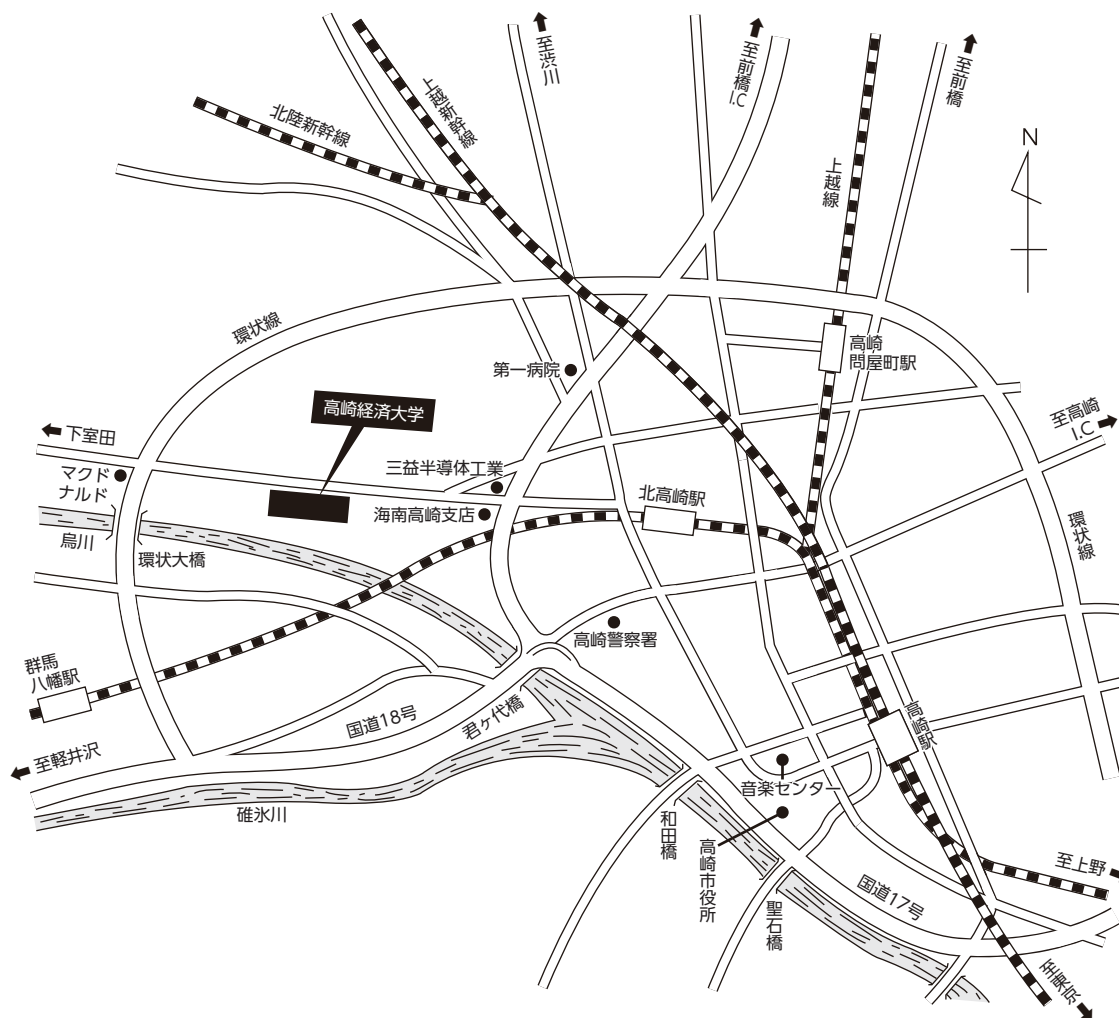 至渋川
至前橋
I.C
至前橋
上越新幹線
北陸新幹線
上越線
N
環状線
第一病院
高崎
問屋町駅
高崎経済大学
至高崎
I.C
下室田
マクド
ナルド
三益半導体工業
北高崎駅
海南高崎支店
烏川
環状大橋
環状線
高崎警察署
群馬
八幡駅
国道18号
君ヶ代橋
高崎駅
至軽井沢
碓氷川
音楽センター
和田橋
高崎市役所
聖石橋
国道17号
至上野
至東京